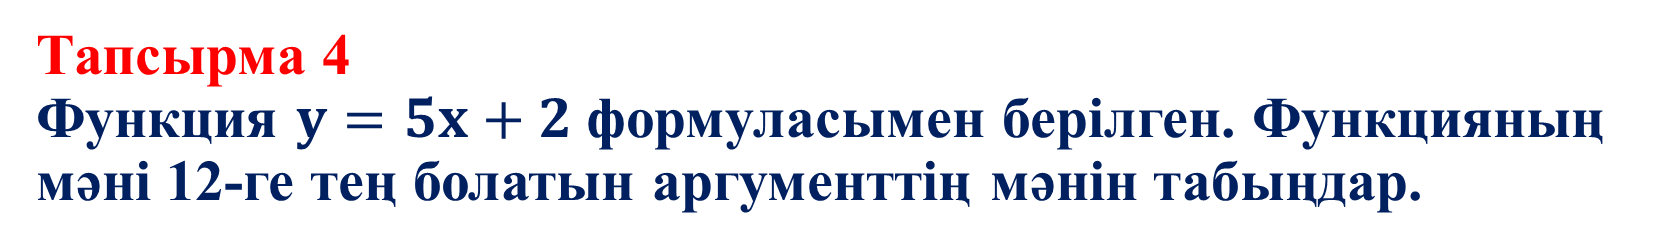 Тапсырма 4
Функция y = 5x + 2 формуласымен берілген. Функцияның
мәні 12-ге тең болатын аргументтің мәнін табыңдар.